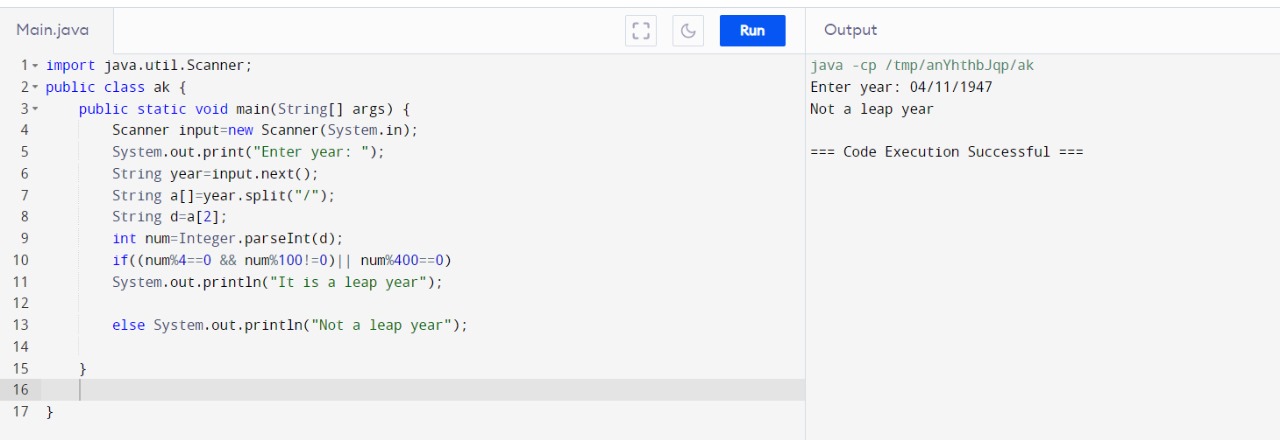 Main.java
Run
1 import java.util.Scanner;
2 public class ak {
3     public static void main(String[] args) {
4         Scanner input=new Scanner(System.in);
5         System.out.print("Enter year: ");
6         String year=input.next();
7         String a[]=year.split("/");
8         String d=a[2];
9         int num=Integer.parseInt(d);
10         if((num%4==0 && num%100!=0)|| num%400==0)
11         System.out.println("It is a leap year");
12
13         else System.out.println("Not a leap year");
14
15     }
16
17 }
Output
java -cp /tmp/anYhthbJqp/ak
Enter year: 04/11/1947
Not a leap year
=== Code Execution Successful ===